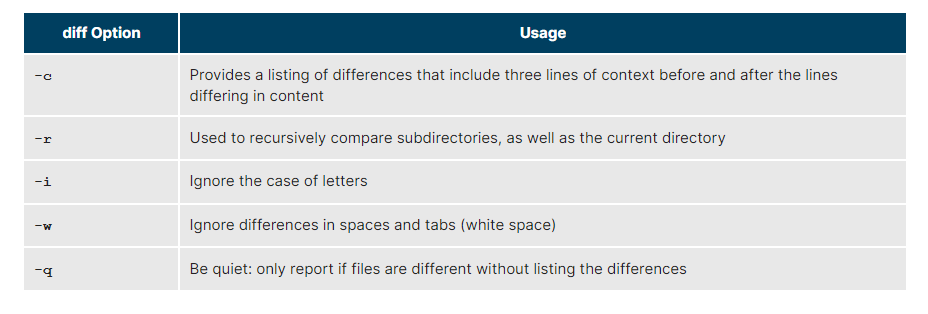 diff Option Usage
-c Provides a listing of differences that include three lines of context before and after the lines
differing in content
-r Used to recursively compare subdirectories, as well as the current directory
-i Ignore the case of letters
-w Ignore differences in spaces and tabs (white space)
-q Be quiet: only report if files are different without listing the differences